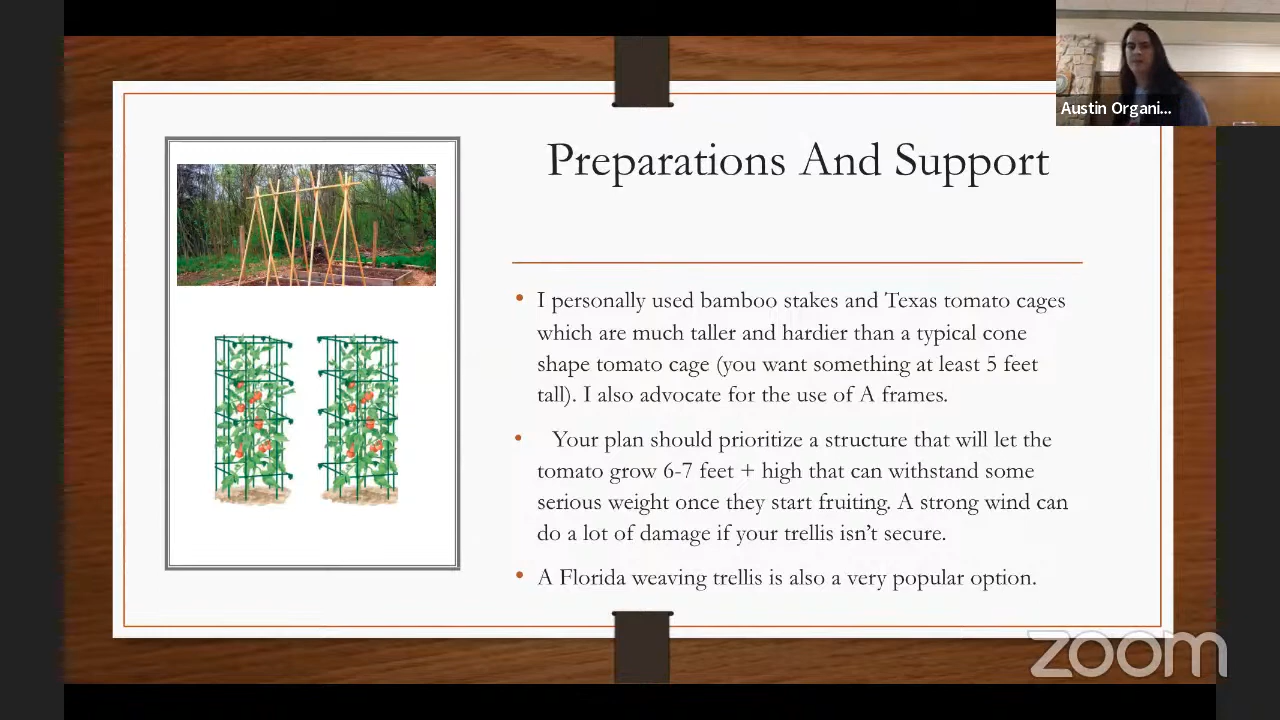 Austin Organi...
Preparations And Support
• I personally used bamboo stakes and Texas tomato cages
which are much taller and hardier than a typical cone
shape tomato cage (you want something at least 5 feet
tall). I also advocate for the use of A frames.
• Your plan should prioritize a structure that will let the
tomato grow 6-7 feet + high that can withstand some
serious weight once they start fruiting. A strong wind can
do a lot of damage if your trellis isn't secure.
• A Florida weaving trellis is also a very popular option.
zoom